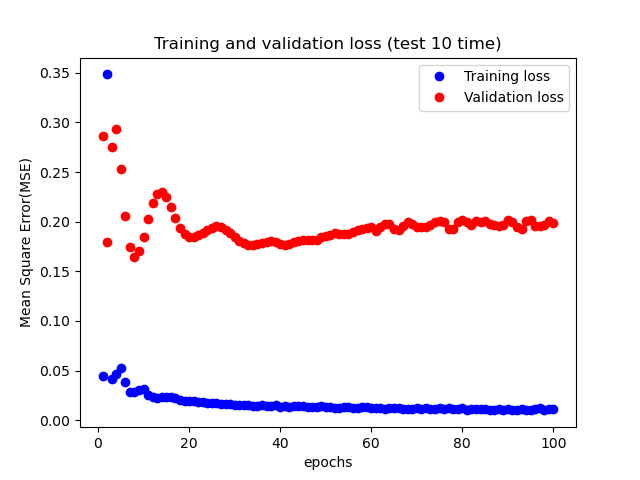 Training and validation loss (test 10 time)
Training loss
Validation loss
Mean Square Error(MSE)
0.35
0.30
0.25
0.20
0.15
0.10
0.05
0.00
0
20
40
60
80
100
epochs